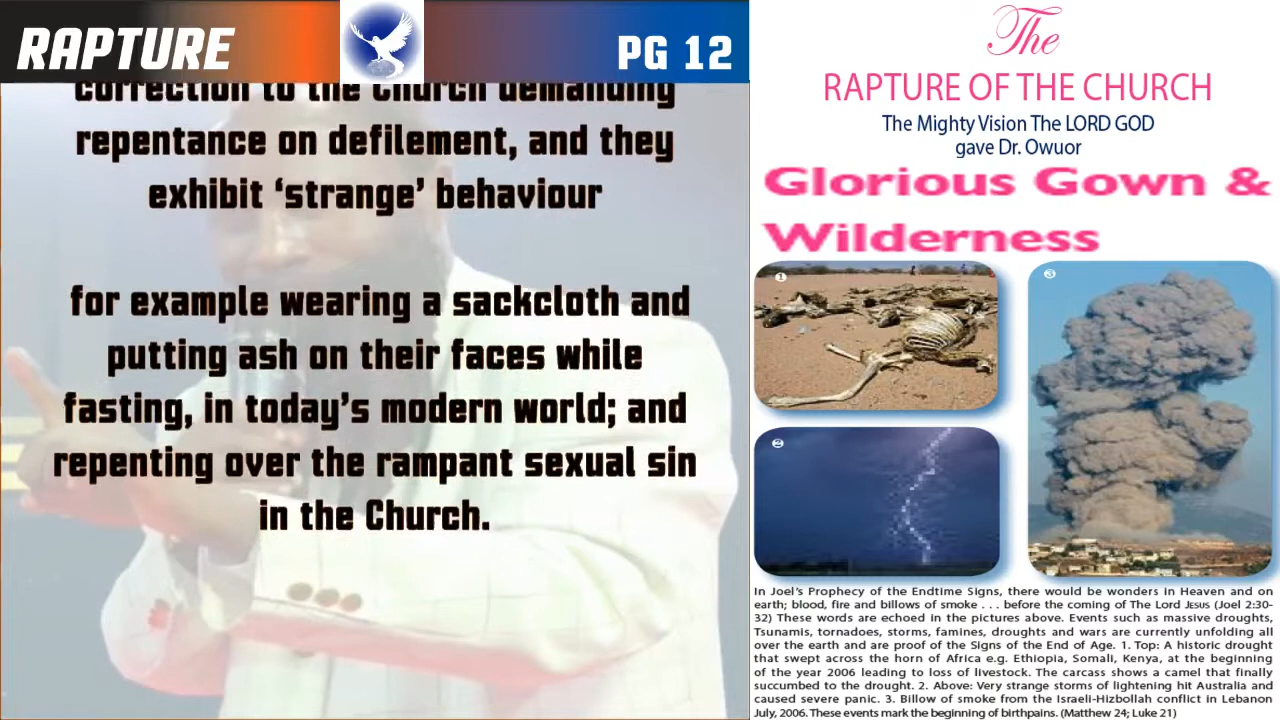 RAPTURE
PG 12
correction to the Church demanding
repentance on defilement, and they
exhibit ‘strange’ behaviour
for example wearing a sackcloth and
putting ash on their faces while
fasting, in today’s modern world; and
repenting over the rampant sexual sin
in the Church.
The
RAPTURE OF THE CHURCH
The Mighty Vision The LORD GOD
gave Dr. Owuor
Glorious Gown &
Wilderness
1
3
2
In Joel’s Prophecy of the Endtime Signs, there would be wonders in Heaven and on
earth; blood, fire and billows of smoke . . . before the coming of The Lord Jesus (Joel 2:30-
32) These words are echoed in the pictures above. Events such as massive droughts,
Tsunamis, tornadoes, storms, famines, droughts and wars are currently unfolding all
over the earth and are proof of the Signs of the End of Age. 1. Top: A historic drought
that swept across the horn of Africa e.g. Ethiopia, Somali, Kenya, at the beginning
of the year 2006 leading to loss of livestock. The carcass shows a camel that finally
succumbed to the drought. 2. Above: Very strange storms of lightening hit Australia and
caused severe panic. 3. Billow of smoke from the Israeli-Hizbollah conflict in Lebanon
July, 2006. These events mark the beginning of birthpains. (Matthew 24; Luke 21)